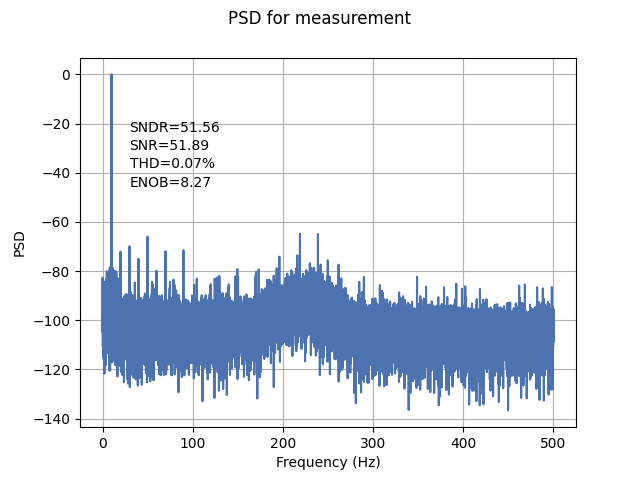 PSD for measurement
0
−20
−40
−60
−80
−100
−120
−140
PSD
SNDR=51.56
SNR=51.89
THD=0.07%
ENOB=8.27
0 100 200 300 400 500
Frequency (Hz)